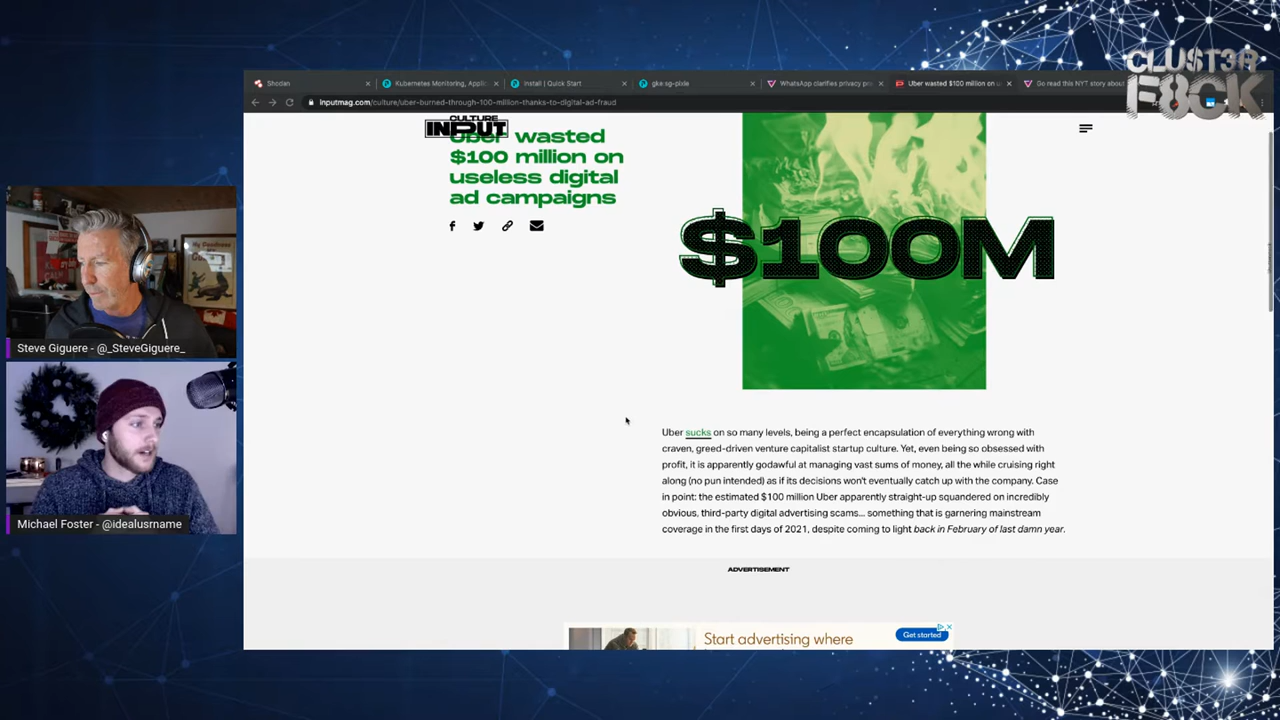 CLUST3R
F8CK
Shodan
Kubernetes Monitoring, Applic
Install | Quick Start
gke sg-pixie
WhatsApp clarifies privacy pr
Uber wasted $100 million on u
Go read this NYT story about
inputmag.com/culture/uber-burned-through-100-million-thanks-to-digital-ad-fraud
CULTURE
INPUT
Uber wasted
$100 million on
useless digital
ad campaigns
$100M
Steve Giguere - @_SteveGiguere_
Michael Foster - @idealusrname
Uber sucks on so many levels, being a perfect encapsulation of everything wrong with
craven, greed-driven venture capitalist startup culture. Yet, even being so obsessed with
profit, it is apparently godawful at managing vast sums of money, all the while cruising right
along (no pun intended) as if its decisions won't eventually catch up with the company. Case
in point: the estimated $100 million Uber apparently straight-up squandered on incredibly
obvious, third-party digital advertising scams... something that is garnering mainstream
coverage in the first days of 2021, despite coming to light back in February of last damn year.
ADVERTISEMENT
Start advertising where
Get started